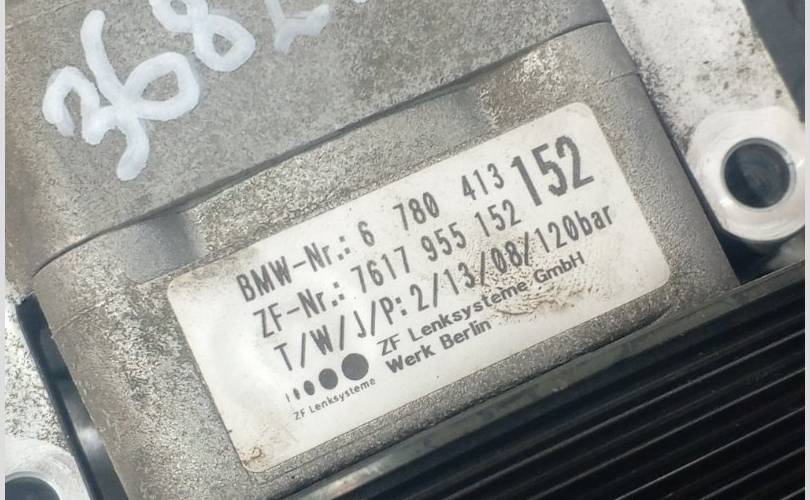 368
BMW-Nr.: 6 780 413 152
ZF-Nr.: 7617 955 152
T/W/J/P: 2/13/08/120bar
ZF Lenksysteme GmbH
Werk Berlin
ZF Lenksysteme